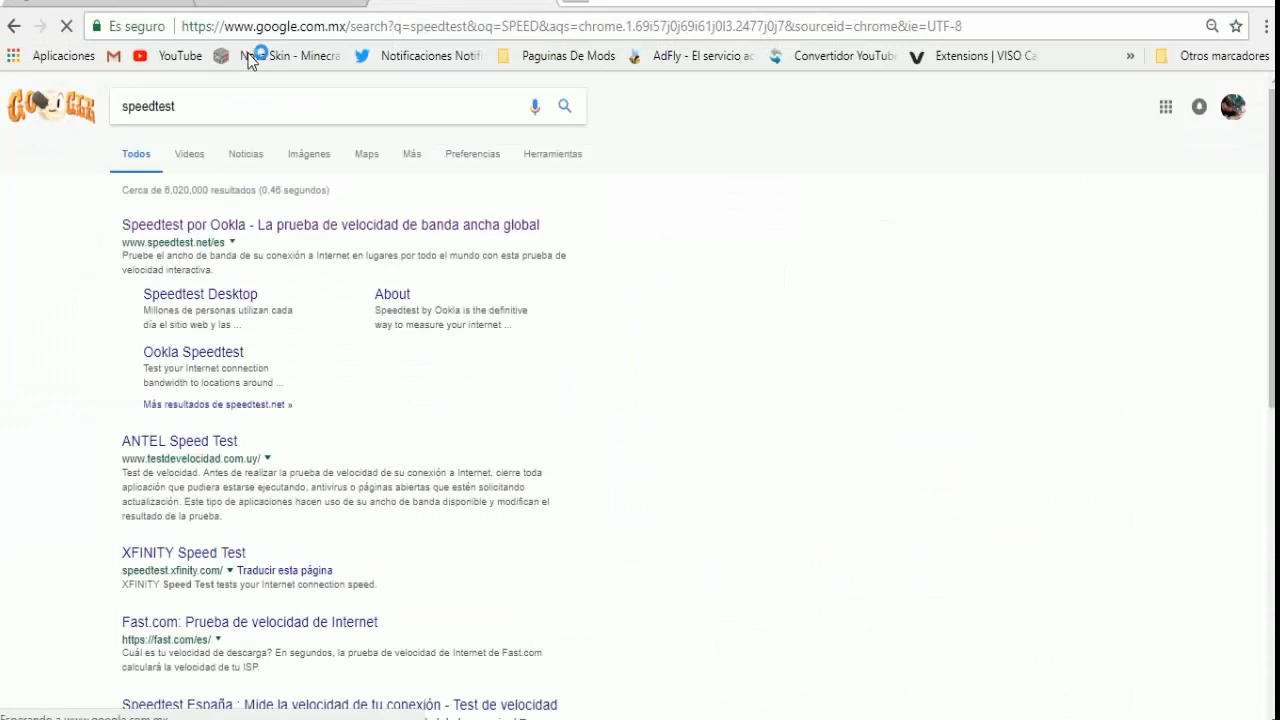 Es seguro https://www.google.com.mx/search?q=speedtest&oq=SPEED&aqs=chrome.1.69i57j0j69i61j0l3.2477j0j7&sourceid=chrome&ie=UTF-8
Aplicaciones YouTube Skin - Minecra Notificaciones Notifi Paguinas De Mods AdFly - El servicio ac Convertidor YouTub Extensions | VISO Ca » Otros marcadores
GOOGLE speedtest
Todos Videos Noticias Imágenes Maps Más Preferencias Herramientas
Cerca de 6,020,000 resultados (0.46 segundos)
Speedtest por Ookla - La prueba de velocidad de banda ancha global
www.speedtest.net/es
Pruebe el ancho de banda de su conexión a Internet en lugares por todo el mundo con esta prueba de
velocidad interactiva.
Speedtest Desktop
Millones de personas utilizan cada
día el sitio web y las ...
About
Speedtest by Ookla is the definitive
way to measure your internet ...
Ookla Speedtest
Test your Internet connection
bandwidth to locations around ...
Más resultados de speedtest.net »
ANTEL Speed Test
www.testdevelocidad.com.uy/
Test de velocidad. Antes de realizar la prueba de velocidad de su conexión a Internet, cierre toda
aplicación que pudiera estarse ejecutando, antivirus o páginas abiertas que estén solicitando
actualización. Este tipo de aplicaciones hacen uso de su ancho de banda disponible y modifican el
resultado de la prueba.
XFINITY Speed Test
speedtest.xfinity.com/ Traducir esta página
XFINITY Speed Test tests your Internet connection speed.
Fast.com: Prueba de velocidad de Internet
https://fast.com/es/
Cuál es tu velocidad de descarga? En segundos, la prueba de velocidad de Internet de Fast.com
calculará la velocidad de tu ISP.
Speedtest España : Mide la velocidad de tu conexión - Test de velocidad
Esperando a www.google.com.mx